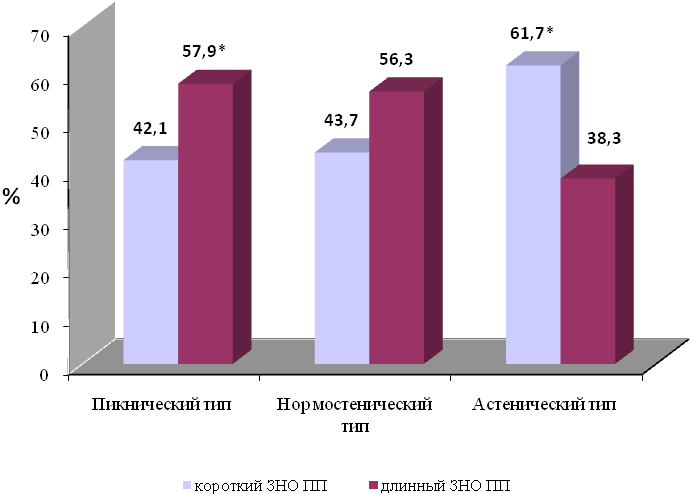 70
60
50
40
30
20
10
0
%
42,1
57,9*
43,7
56,3
61,7*
38,3
Пикнический тип
Нормостенический
тип
Астенический тип
короткий ЗНО ПП
длинный ЗНО ПП